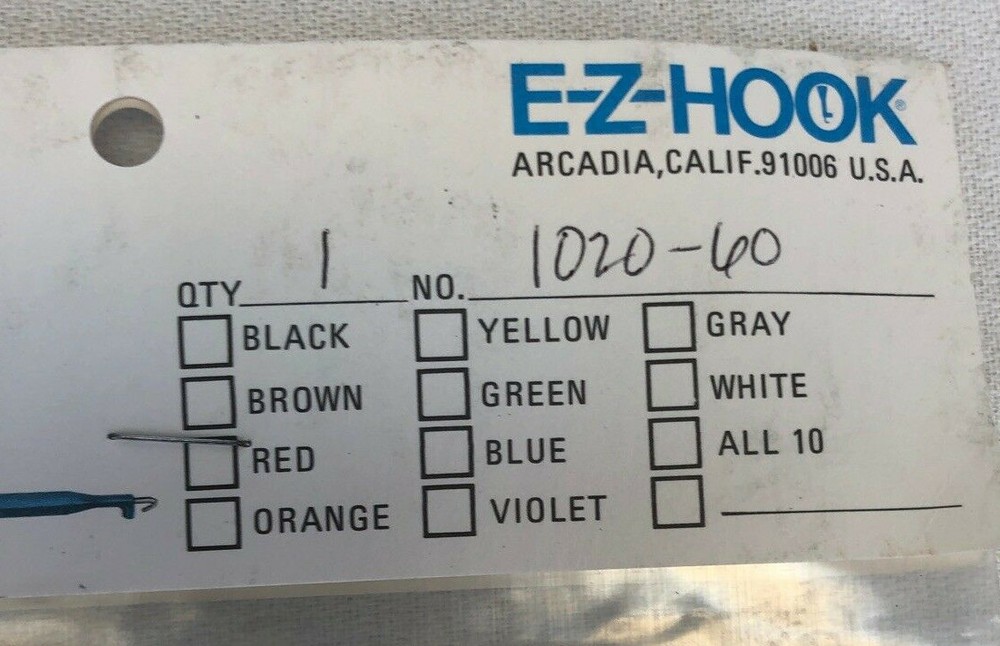 E-Z-HOOK®
ARCADIA,CALIF.91006 U.S.A.
QTY 1 NO. 1020-60
BLACK YELLOW GRAY
BROWN GREEN WHITE
RED BLUE ALL 10
ORANGE VIOLET